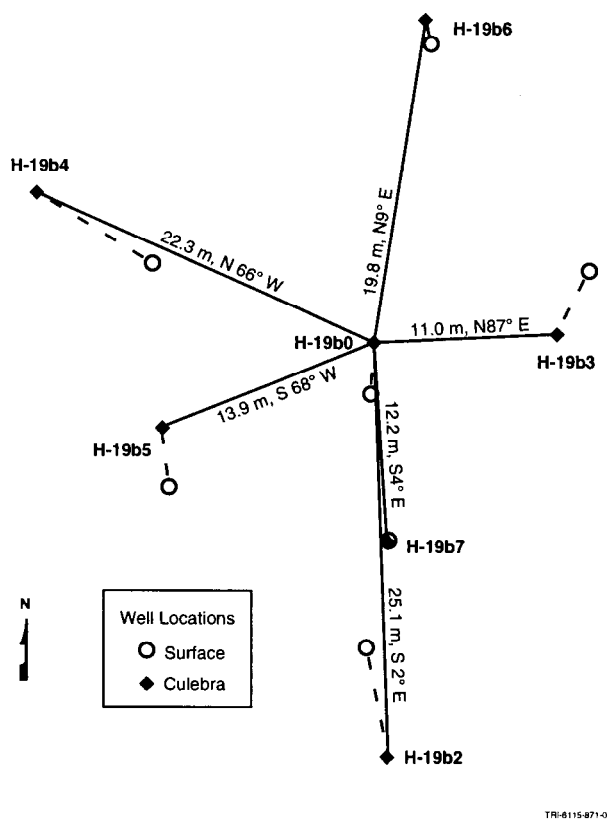 H-19b6
H-19b4
22.3 m, N 66° W
19.8 m, N9° E
H-19b0
11.0 m, N87° E
H-19b3
13.9 m, S 68° W
H-19b5
12.2 m, S4° E
H-19b7
N
Well Locations
Surface
Culebra
25.1 m, S 2° E
H-19b2
TRI-6115-871-0